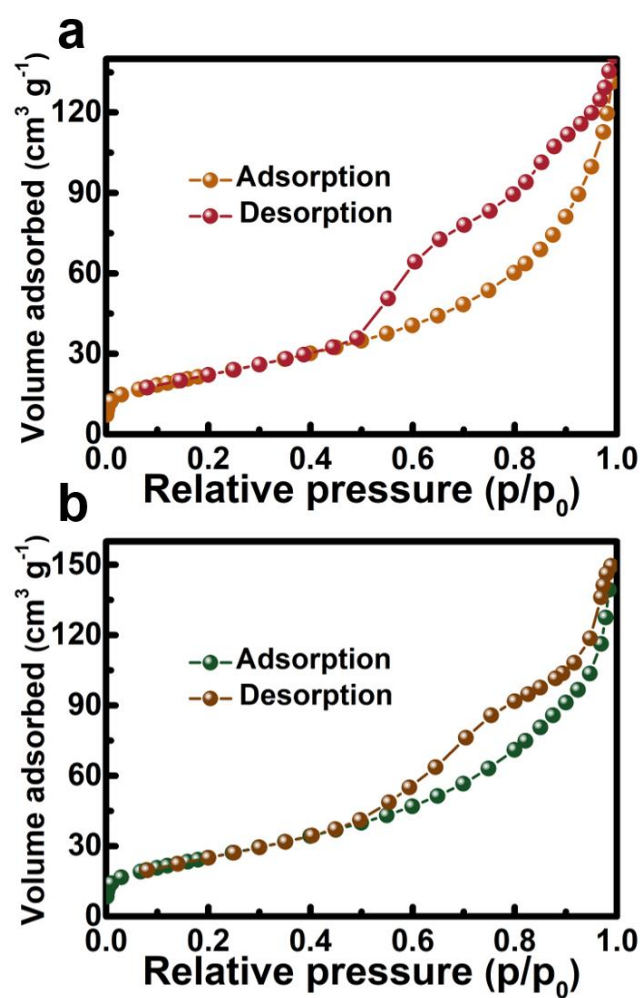 a
Volume adsorbed (cm³ g⁻¹)
120
90
60
30
0
Adsorption
Desorption
0.0 0.2 0.4 0.6 0.8 1.0
Relative pressure (p/p₀)
b
Volume adsorbed (cm³ g⁻¹)
150
120
90
60
30
0
Adsorption
Desorption
0.0 0.2 0.4 0.6 0.8 1.0
Relative pressure (p/p₀)